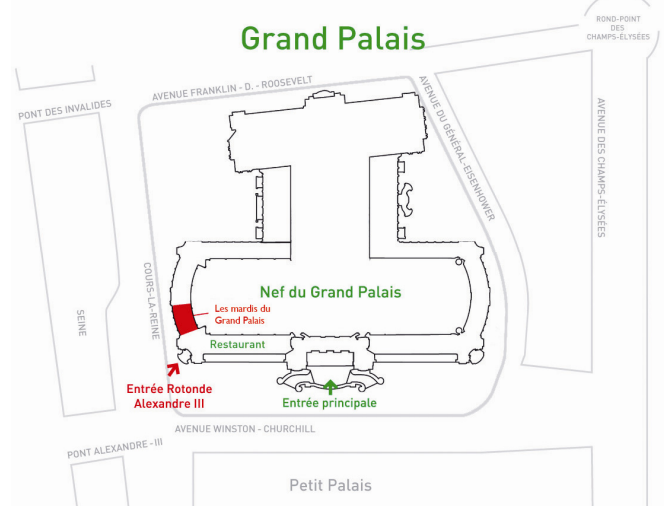 Grand Palais
ROND-POINT
DES
CHAMPS-ÉLYSÉES
AVENUE FRANKLIN - D. - ROOSEVELT
PONT DES INVALIDES
AVENUE DU GÉNÉRAL-EISENHOWER
AVENUE DES CHAMPS-ÉLYSÉES
COURS-LA-REINE
SEINE
Nef du Grand Palais
Les mardis du
Grand Palais
Restaurant
Entrée Rotonde
Alexandre III
Entrée principale
AVENUE WINSTON - CHURCHILL
PONT ALEXANDRE - III
Petit Palais